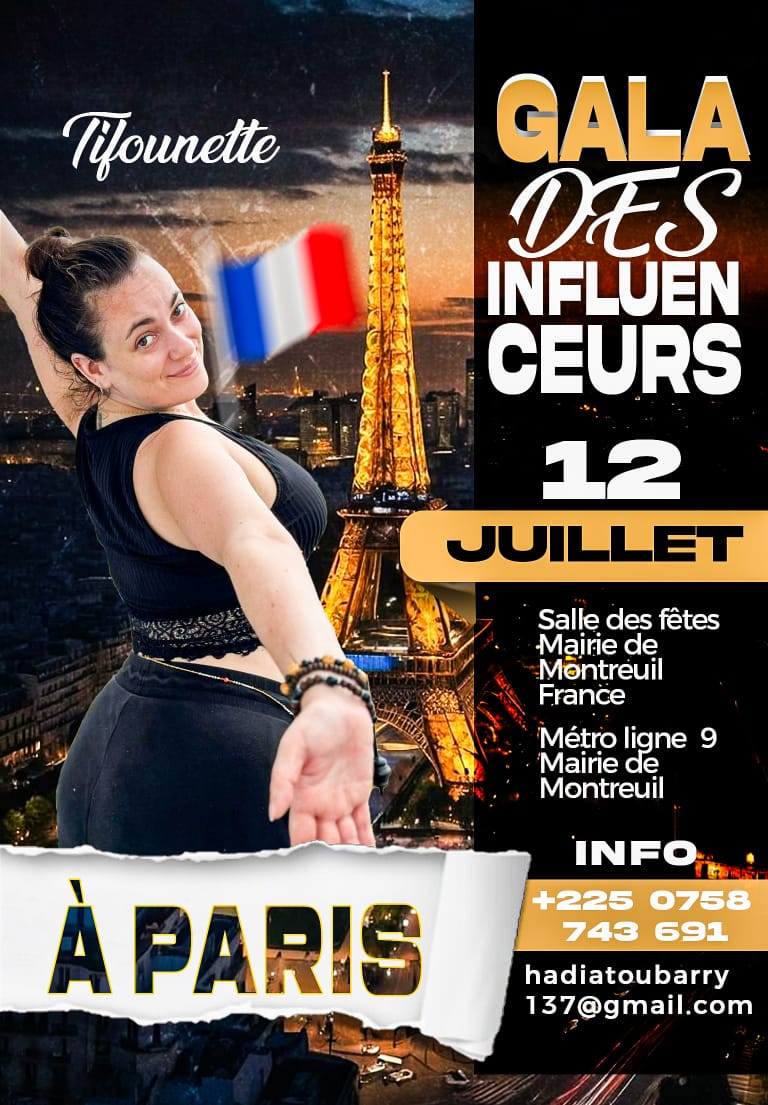 Tifounette
GALA
DES
INFLUEN
CEURS
12
JUILLET
Salle des fêtes
Mairie de
Montreuil
France
Métro ligne 9
Mairie de
Montreuil
INFO
+225 0758
743 691
hadiatoubarry
137@gmail.com
À PARIS